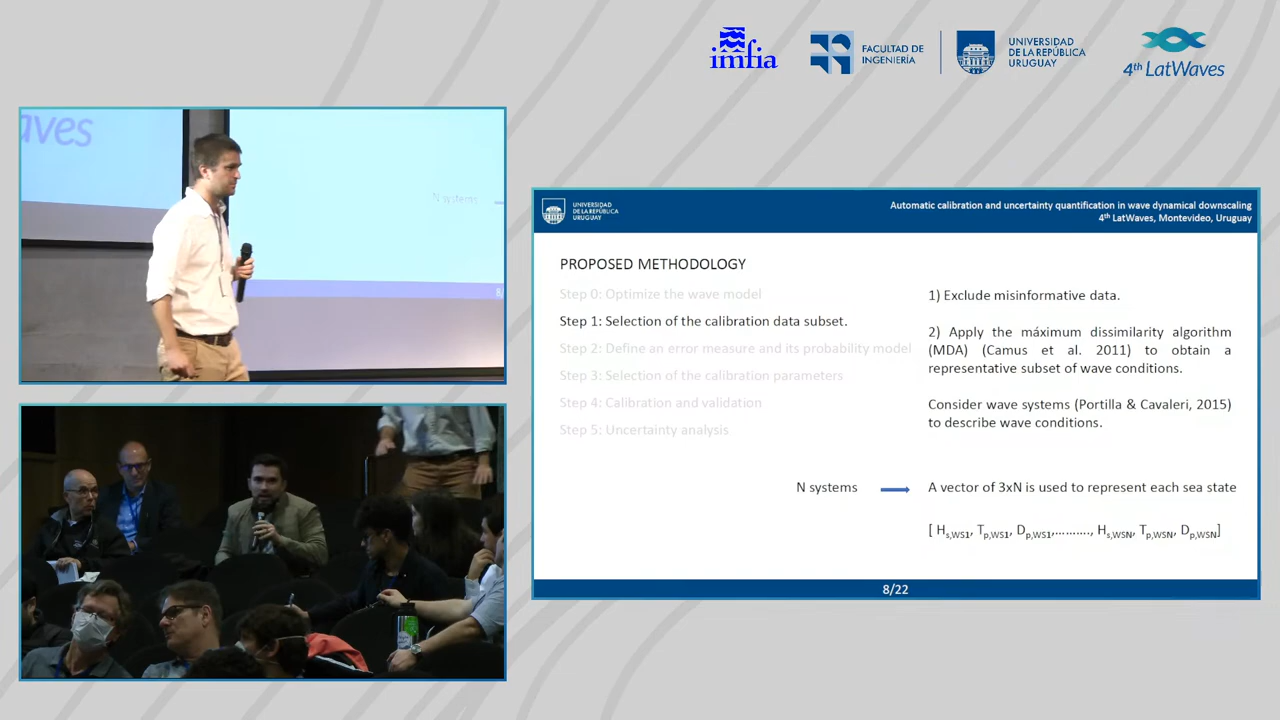 imfia
FACULTAD DE
INGENIERÍA
UNIVERSIDAD
DE LA REPÚBLICA
URUGUAY
4th LatWaves
aves
N systems
8/
UNIVERSIDAD
DE LA REPÚBLICA
URUGUAY
Automatic calibration and uncertainty quantification in wave dynamical downscaling
4th LatWaves, Montevideo, Uruguay
PROPOSED METHODOLOGY
Step 0: Optimize the wave model
Step 1: Selection of the calibration data subset.
Step 2: Define an error measure and its probability model
Step 3: Selection of the calibration parameters
Step 4: Calibration and validation
Step 5: Uncertainty analysis
1) Exclude misinformative data.
2) Apply the máximum dissimilarity algorithm
(MDA) (Camus et al. 2011) to obtain a
representative subset of wave conditions.
Consider wave systems (Portilla & Cavaleri, 2015)
to describe wave conditions.
N systems
A vector of 3xN is used to represent each sea state
[ Hs,WS1, Tp,WS1, Dp,WS1,.........., Hs,WSN, Tp,WSN, Dp,WSN]
8/22